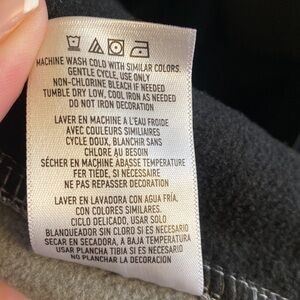 MACHINE WASH COLD WITH SIMILAR COLORS.
GENTLE CYCLE, USE ONLY
NON-CHLORINE BLEACH IF NEEDED
TUMBLE DRY LOW, COOL IRON AS NEEDED
DO NOT IRON DECORATION
LAVER EN MACHINE A L'EAU FROIDE
AVEC COULEURS SIMILIAIRES
CYCLE DOUX, BLANCHIR SANS
CHLORE AU BESOIN
SÉCHER EN MACHINE ABASSE TEMPERATURE
FER TIÉDE, SI NÉCESSAIRE
NE PAS REPASSER DECORATION
LAVER EN LAVADORA CON AGUA FRÍA,
CON COLORES SIMILARES.
CICLO DELICADO, USAR SOLO
BLANQUEADOR SIN CLORO SI ES NECESARIO
SECAR EN SECADORA, A BAJA TEMPERATURA
USAR PLANCHA TIBIA SI ES NECESARIO
NO PLANCHAR LA DECORACION